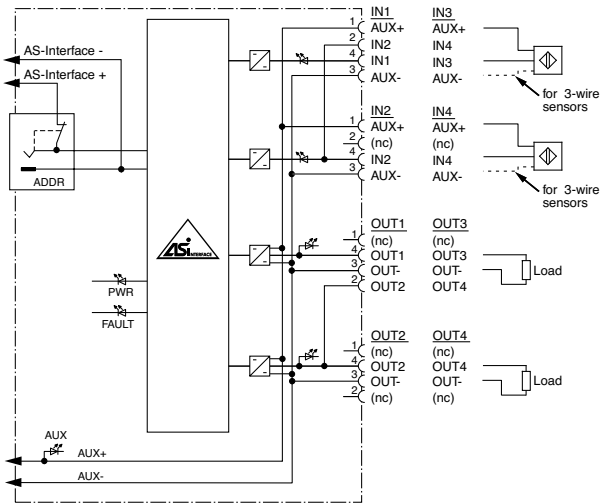 IN1 IN3
1 AUX+ AUX+
2 IN2 IN4
4 IN1 IN3
3 AUX- AUX-
for 3-wire
sensors
AS-Interface -
AS-Interface +
ADDR
IN2 IN4
1 AUX+ AUX+
2 (nc) (nc)
4 IN2 IN4
3 AUX- AUX-
for 3-wire
sensors
ASi
INTERFACE
OUT1 OUT3
1 (nc) (nc)
4 OUT1 OUT3
3 OUT- OUT-
2 OUT2 OUT4
Load
PWR
FAULT
OUT2 OUT4
1 (nc) (nc)
4 OUT2 OUT4
3 OUT- OUT-
2 (nc) (nc)
Load
AUX
AUX+
AUX-